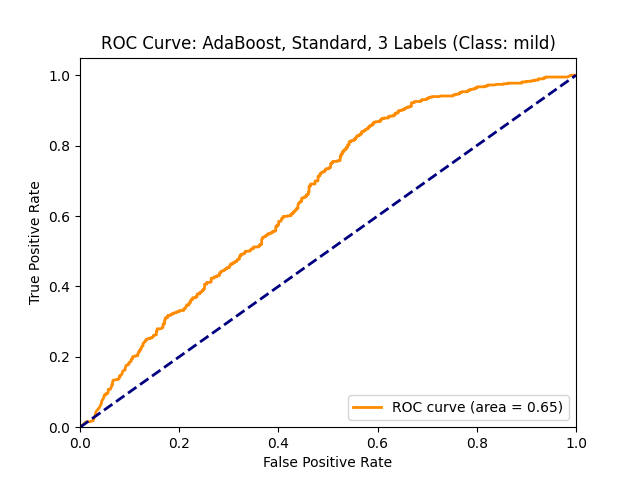 ROC Curve: AdaBoost, Standard, 3 Labels (Class: mild)
True Positive Rate
1.0
0.8
0.6
0.4
0.2
0.0
0.0 0.2 0.4 0.6 0.8 1.0
False Positive Rate
ROC curve (area = 0.65)